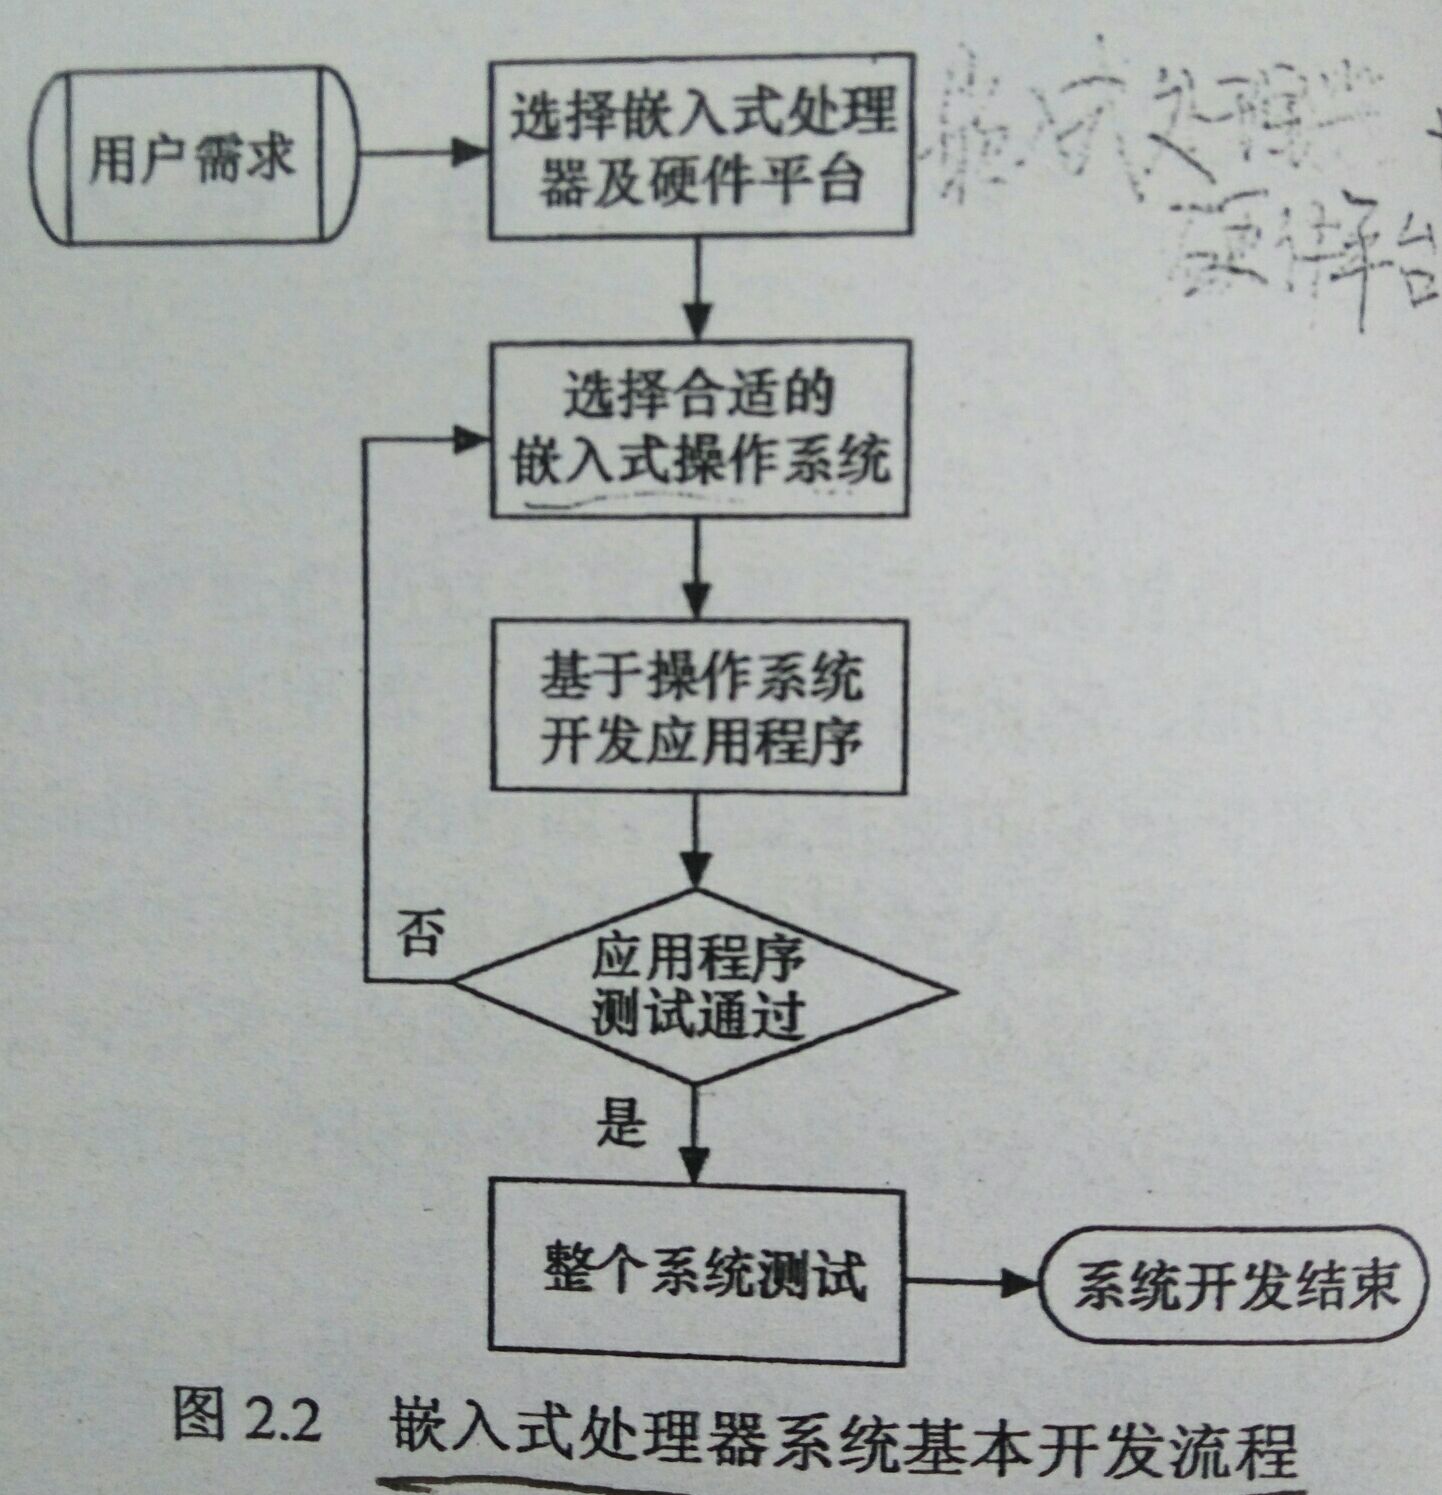 用户需求
选择嵌入式处理
器及硬件平台
嵌入式处理
硬件平台
选择合适的
嵌入式操作系统
基于操作系统
开发应用程序
否
应用程序
测试通过
是
整个系统测试
系统开发结束
图 2.2 嵌入式处理器系统基本开发流程